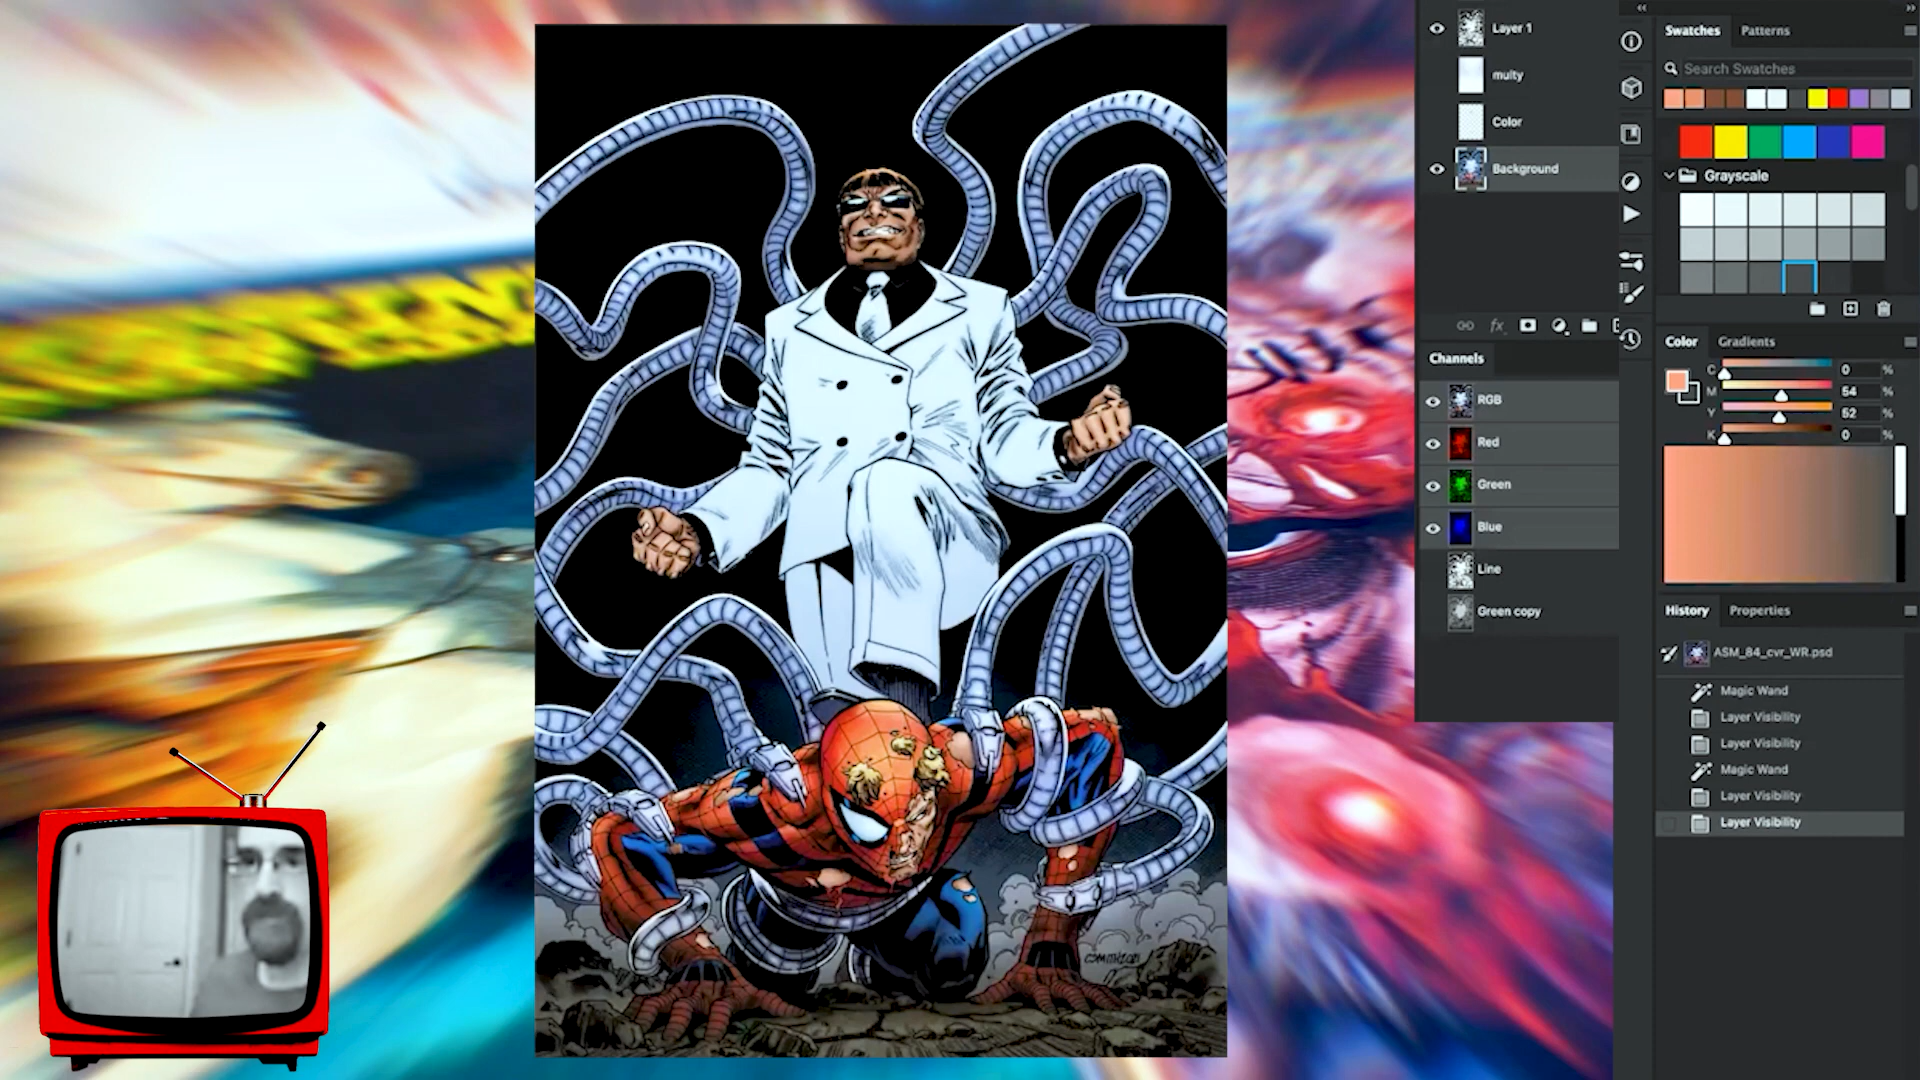 Layer 1
multy
Color
Background
Channels
RGB
Red
Green
Blue
Line
Green copy
Swatches
Patterns
Search Swatches
Grayscale
Color
Gradients
C 0 %
M 54 %
Y 52 %
K 0 %
History
Properties
ASM_84_cvr_WR.psd
Magic Wand
Layer Visibility
Layer Visibility
Magic Wand
Layer Visibility
Layer Visibility